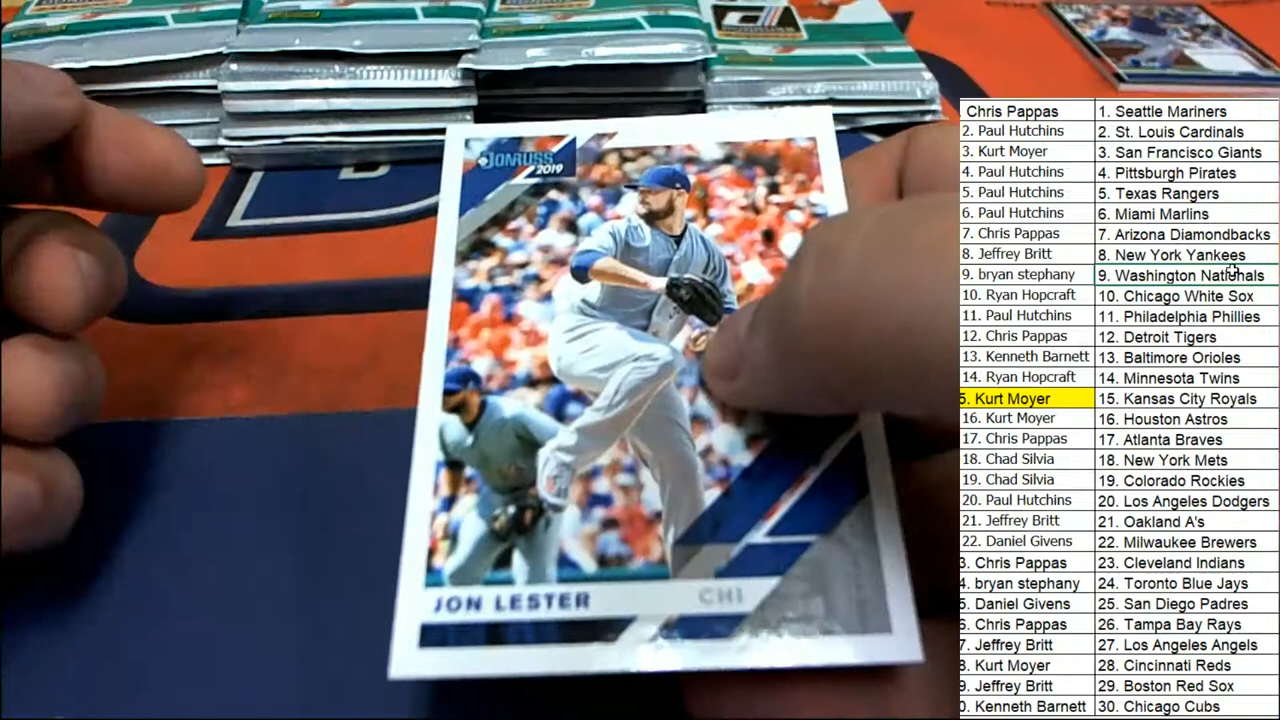 DONRUSS
2019
JON LESTER
CHI
Chris Pappas 1. Seattle Mariners
2. Paul Hutchins 2. St. Louis Cardinals
3. Kurt Moyer 3. San Francisco Giants
4. Paul Hutchins 4. Pittsburgh Pirates
5. Paul Hutchins 5. Texas Rangers
6. Paul Hutchins 6. Miami Marlins
7. Chris Pappas 7. Arizona Diamondbacks
8. Jeffrey Britt 8. New York Yankees
9. bryan stephany 9. Washington Nationals
10. Ryan Hopcraft 10. Chicago White Sox
11. Paul Hutchins 11. Philadelphia Phillies
12. Chris Pappas 12. Detroit Tigers
13. Kenneth Barnett 13. Baltimore Orioles
14. Ryan Hopcraft 14. Minnesota Twins
5. Kurt Moyer 15. Kansas City Royals
16. Kurt Moyer 16. Houston Astros
17. Chris Pappas 17. Atlanta Braves
18. Chad Silvia 18. New York Mets
19. Chad Silvia 19. Colorado Rockies
20. Paul Hutchins 20. Los Angeles Dodgers
21. Jeffrey Britt 21. Oakland A's
22. Daniel Givens 22. Milwaukee Brewers
3. Chris Pappas 23. Cleveland Indians
4. bryan stephany 24. Toronto Blue Jays
5. Daniel Givens 25. San Diego Padres
6. Chris Pappas 26. Tampa Bay Rays
7. Jeffrey Britt 27. Los Angeles Angels
8. Kurt Moyer 28. Cincinnati Reds
9. Jeffrey Britt 29. Boston Red Sox
0. Kenneth Barnett 30. Chicago Cubs